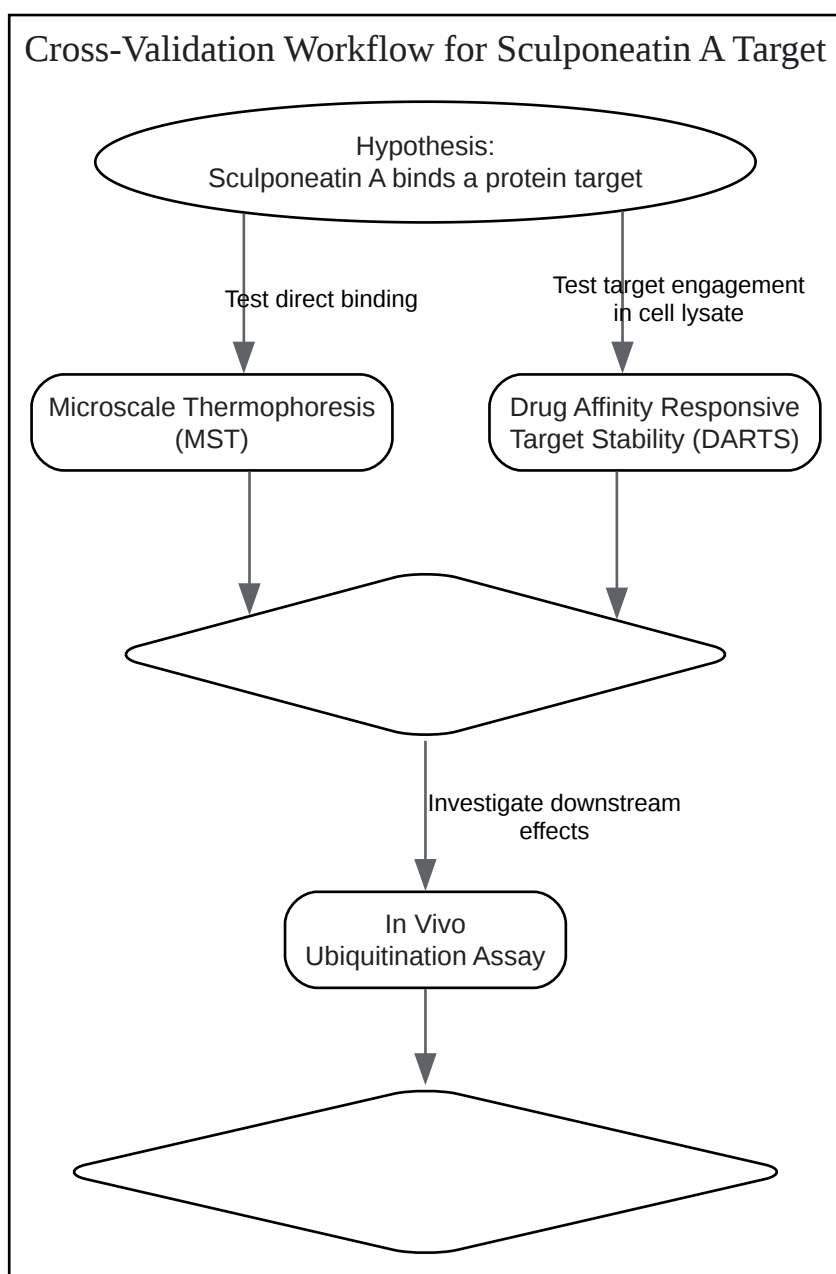 Cross-Validation Workflow for Sculponeatin A Target
Hypothesis:
Sculponeatin A binds a protein target
Test direct binding
Test target engagement
in cell lysate
Microscale Thermophoresis
(MST)
Drug Affinity Responsive
Target Stability (DARTS)
Investigate downstream
effects
In Vivo
Ubiquitination Assay